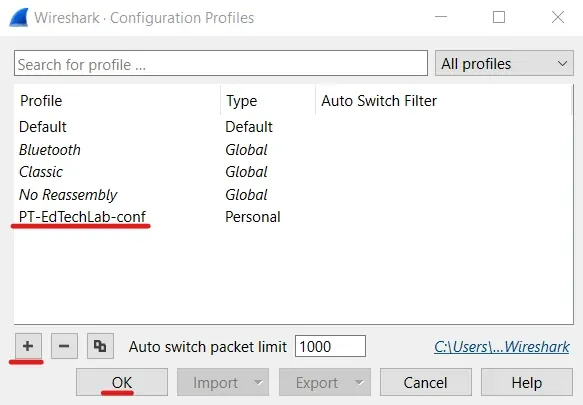 Wireshark · Configuration Profiles
Search for profile ...
All profiles
Profile Type Auto Switch Filter
Default Default
Bluetooth Global
Classic Global
No Reassembly Global
PT-EdTechLab-conf Personal
+ − Auto switch packet limit 1000 C:\Users\...Wireshark
OK Import Export Cancel Help